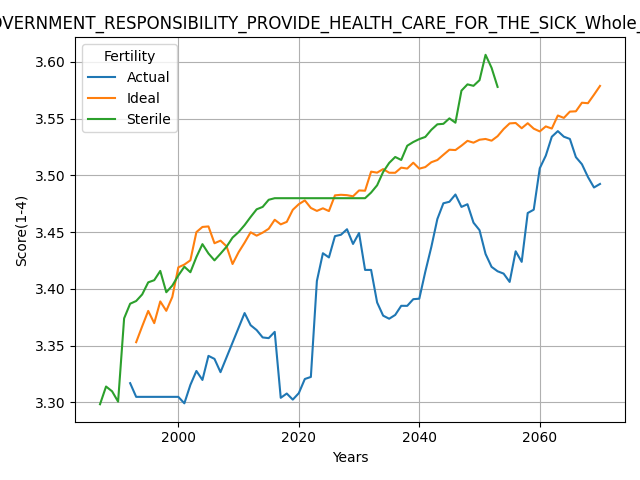 OVERNMENT_RESPONSIBILITY_PROVIDE_HEALTH_CARE_FOR_THE_SICK_Whole_
Fertility
Actual
Ideal
Sterile
Score(1-4)
3.60
3.55
3.50
3.45
3.40
3.35
3.30
2000 2020 2040 2060
Years